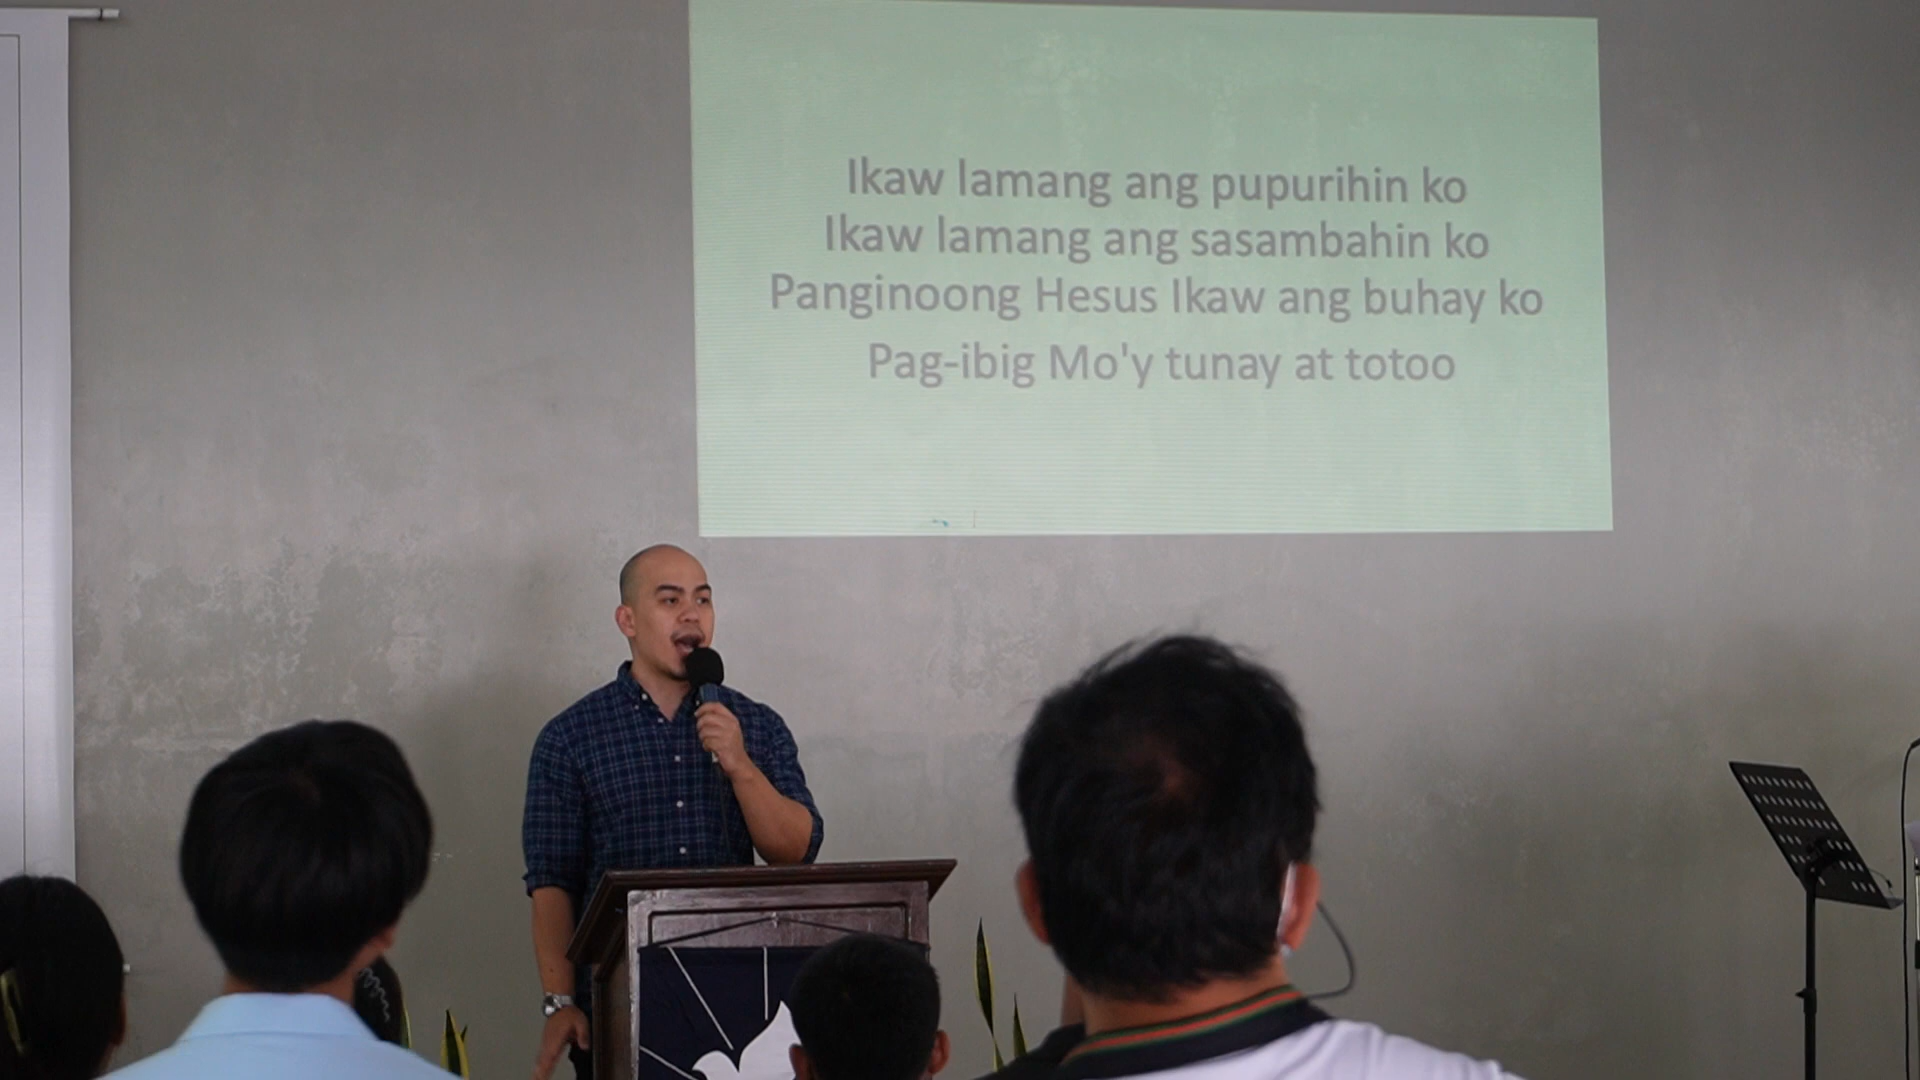 Ikaw lamang ang pupurihin ko
Ikaw lamang ang sasambahin ko
Panginoong Hesus Ikaw ang buhay ko
Pag-ibig Mo'y tunay at totoo